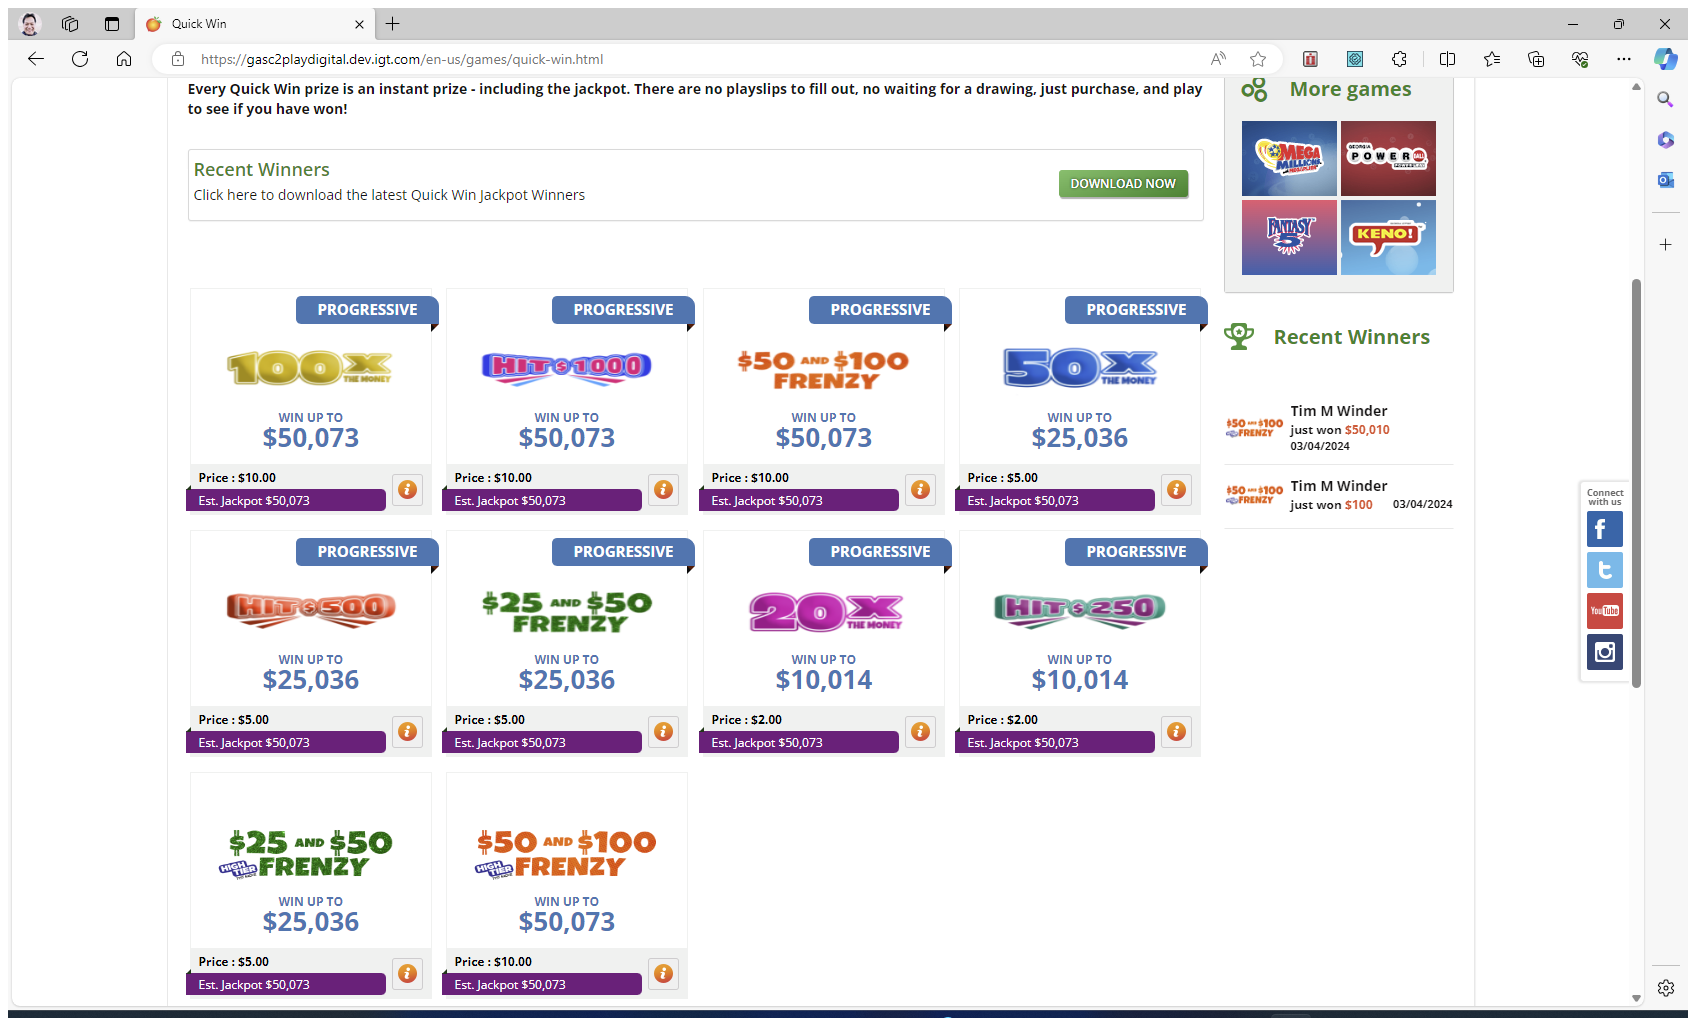 Quick Win
https://gasc2playdigital.dev.igt.com/en-us/games/quick-win.html
Every Quick Win prize is an instant prize - including the jackpot. There are no playslips to fill out, no waiting for a drawing, just purchase, and play
to see if you have won!
Recent Winners
Click here to download the latest Quick Win Jackpot Winners
DOWNLOAD NOW
More games
MEGA
MILLIONS
GEORGIA
POWERBALL
FANTASY
5
KENO!
Recent Winners
$50 AND $100
FRENZY
Tim M Winder
just won $50,010
03/04/2024
$50 AND $100
FRENZY
Tim M Winder
just won $100 03/04/2024
Connect
with us
f
t
YouTube
PROGRESSIVE
100X
THE MONEY
WIN UP TO
$50,073
Price : $10.00
Est. Jackpot $50,073
PROGRESSIVE
HIT $1000
WIN UP TO
$50,073
Price : $10.00
Est. Jackpot $50,073
PROGRESSIVE
$50 AND $100
FRENZY
WIN UP TO
$50,073
Price : $10.00
Est. Jackpot $50,073
PROGRESSIVE
50X
THE MONEY
WIN UP TO
$25,036
Price : $5.00
Est. Jackpot $50,073
PROGRESSIVE
HIT $500
WIN UP TO
$25,036
Price : $5.00
Est. Jackpot $50,073
PROGRESSIVE
$25 AND $50
FRENZY
WIN UP TO
$25,036
Price : $5.00
Est. Jackpot $50,073
PROGRESSIVE
20X
THE MONEY
WIN UP TO
$10,014
Price : $2.00
Est. Jackpot $50,073
PROGRESSIVE
HIT $250
WIN UP TO
$10,014
Price : $2.00
Est. Jackpot $50,073
$25 AND $50
HIGH TIER
FRENZY
WIN UP TO
$25,036
Price : $5.00
Est. Jackpot $50,073
$50 AND $100
HIGH TIER
FRENZY
WIN UP TO
$50,073
Price : $10.00
Est. Jackpot $50,073